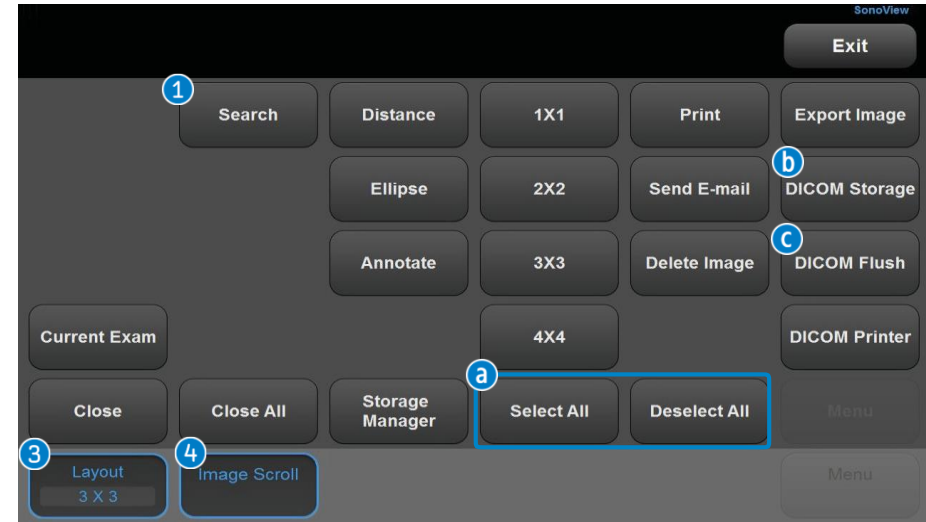 SonoView
Exit
1
Search
Distance
1X1
Print
Export Image
b
Ellipse
2X2
Send E-mail
DICOM Storage
c
Annotate
3X3
Delete Image
DICOM Flush
Current Exam
4X4
DICOM Printer
a
Close
Close All
Storage
Manager
Select All
Deselect All
Menu
3
Layout
3 X 3
4
Image Scroll
Menu